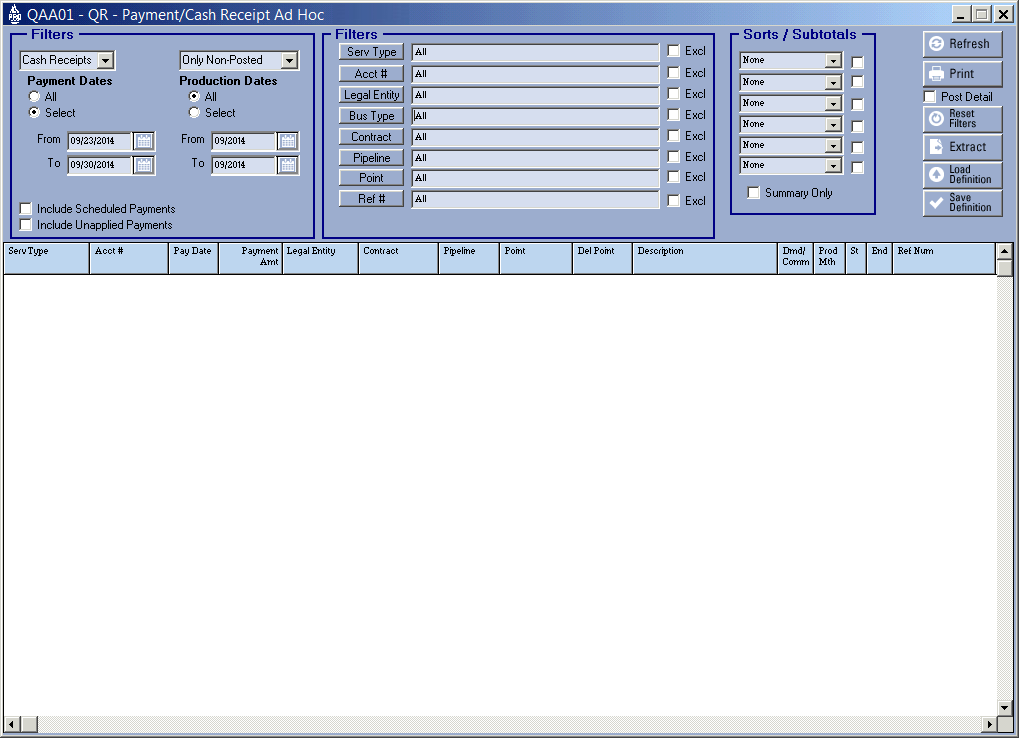 QAA01 - QR - Payment/Cash Receipt Ad Hoc
Filters
Cash Receipts
Only Non-Posted
Payment Dates
Production Dates
All
All
Select
Select
From 09/23/2014
From 09/2014
To 09/30/2014
To 09/2014
Include Scheduled Payments
Include Unapplied Payments
Filters
Serv Type All Excl
Acct # All Excl
Legal Entity All Excl
Bus Type All Excl
Contract All Excl
Pipeline All Excl
Point All Excl
Ref # All Excl
Sorts / Subtotals
None
None
None
None
None
None
Summary Only
Refresh
Print
Post Detail
Reset
Filters
Extract
Load
Definition
Save
Definition
Serv Type
Acct #
Pay Date
Payment
Amt
Legal Entity
Contract
Pipeline
Point
Del Point
Description
Dmd/
Comm
Prod
Mth
St
End
Ref Num